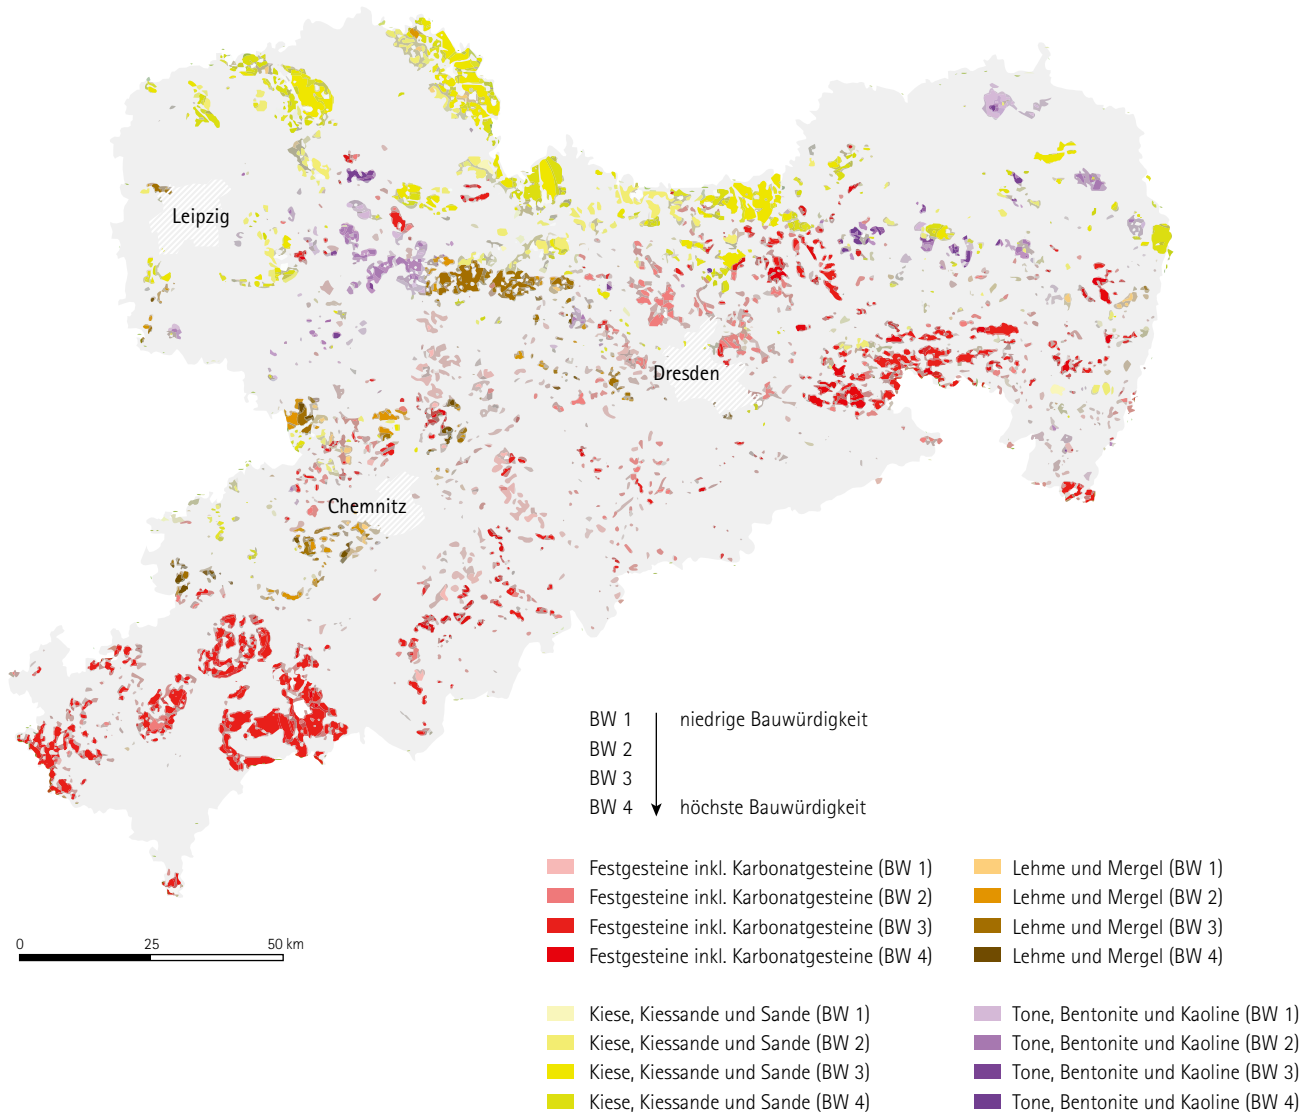 Leipzig
Dresden
Chemnitz
BW 1 niedrige Bauwürdigkeit
BW 2
BW 3
BW 4 höchste Bauwürdigkeit
0 25 50 km
Festgesteine inkl. Karbonatgesteine (BW 1)
Festgesteine inkl. Karbonatgesteine (BW 2)
Festgesteine inkl. Karbonatgesteine (BW 3)
Festgesteine inkl. Karbonatgesteine (BW 4)
Lehme und Mergel (BW 1)
Lehme und Mergel (BW 2)
Lehme und Mergel (BW 3)
Lehme und Mergel (BW 4)
Kiese, Kiessande und Sande (BW 1)
Kiese, Kiessande und Sande (BW 2)
Kiese, Kiessande und Sande (BW 3)
Kiese, Kiessande und Sande (BW 4)
Tone, Bentonite und Kaoline (BW 1)
Tone, Bentonite und Kaoline (BW 2)
Tone, Bentonite und Kaoline (BW 3)
Tone, Bentonite und Kaoline (BW 4)